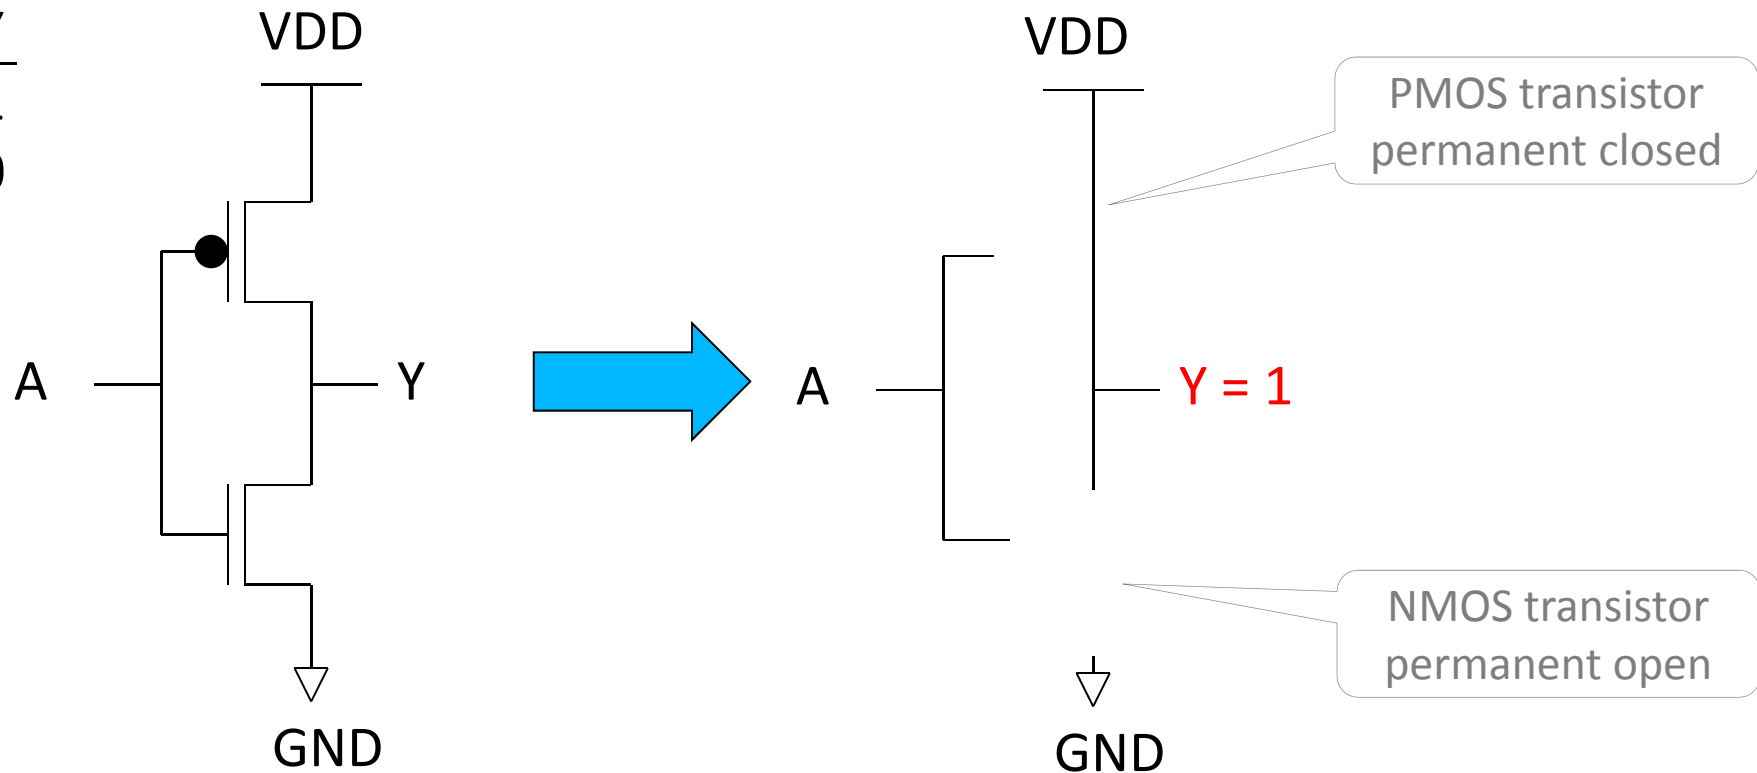 VDD
A
Y
GND
VDD
PMOS transistor
permanent closed
A
Y = 1
NMOS transistor
permanent open
GND